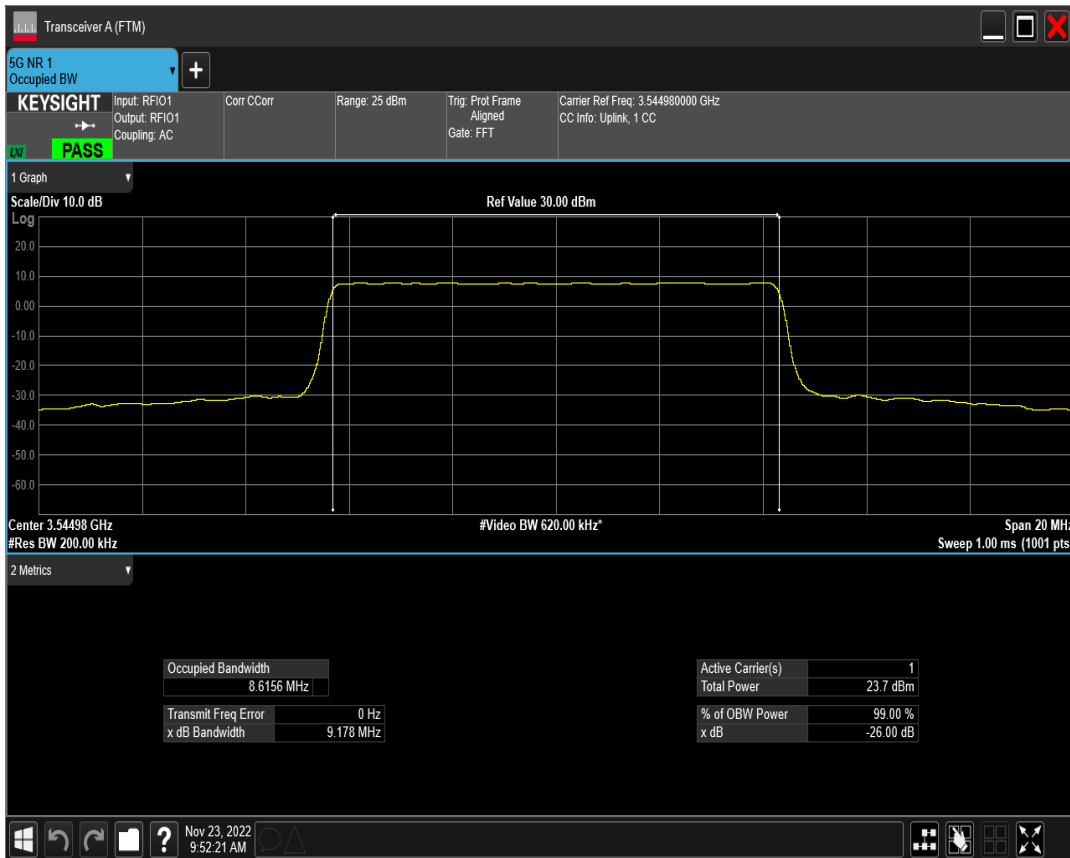 Transceiver A (FTM)
5G NR 1
Occupied BW
+
KEYSIGHT
LXI
PASS
Input: RFIO1
Output: RFIO1
Coupling: AC
Corr CCorr
Range: 25 dBm
Trig: Prot Frame
Aligned
Gate: FFT
Carrier Ref Freq: 3.544980000 GHz
CC Info: Uplink, 1 CC
1 Graph
Scale/Div 10.0 dB
Ref Value 30.00 dBm
Log
20.0
10.0
0.00
-10.0
-20.0
-30.0
-40.0
-50.0
-60.0
Center 3.54498 GHz
#Video BW 620.00 kHz*
Span 20 MHz
#Res BW 200.00 kHz
Sweep 1.00 ms (1001 pts
2 Metrics
Occupied Bandwidth
8.6156 MHz
Transmit Freq Error 0 Hz
x dB Bandwidth 9.178 MHz
Active Carrier(s) 1
Total Power 23.7 dBm
% of OBW Power 99.00 %
x dB -26.00 dB
?
Nov 23, 2022
9:52:21 AM